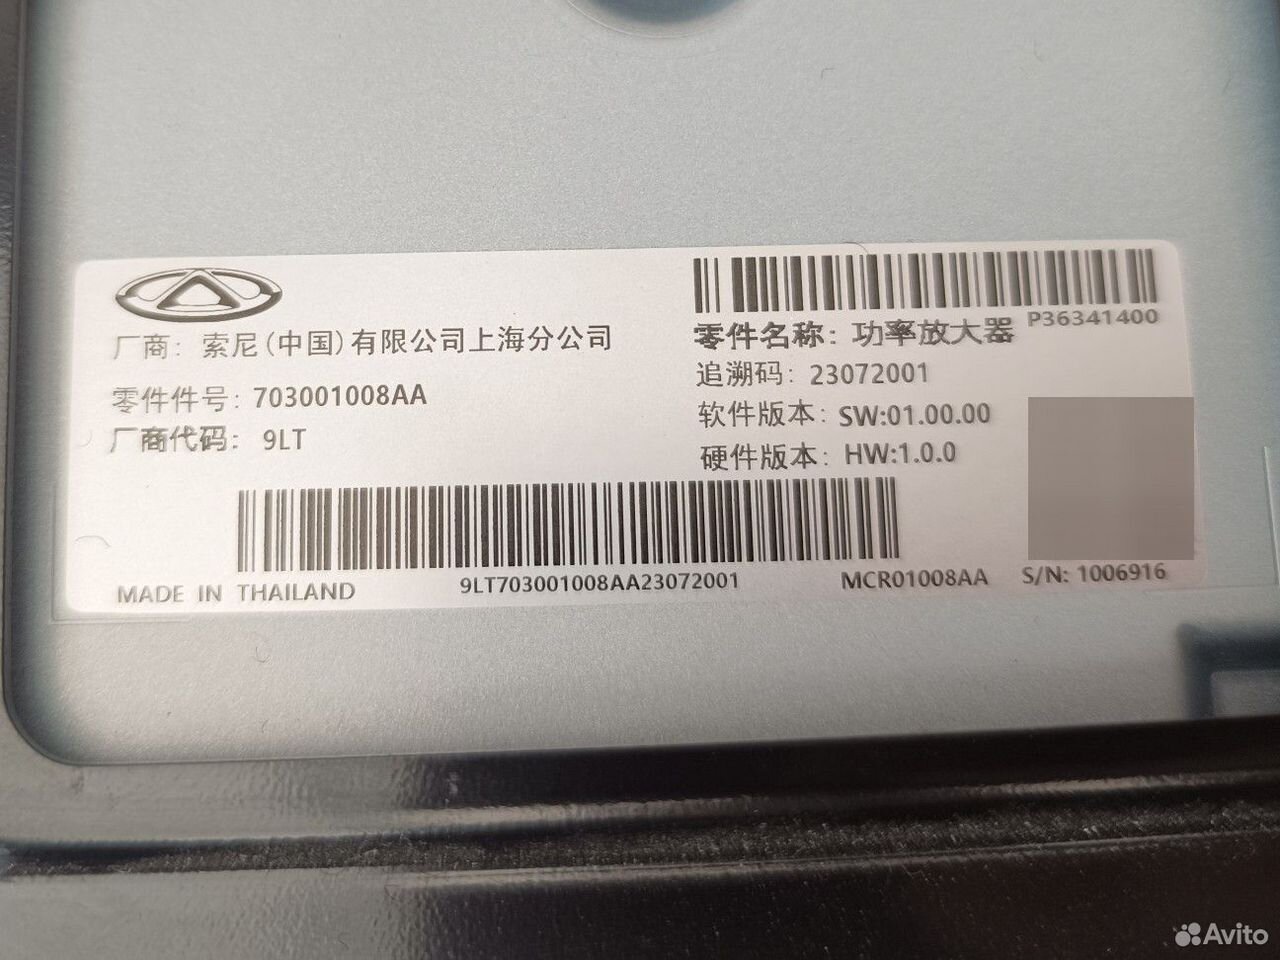 厂商: 索尼(中国)有限公司上海分公司
零件件号: 703001008AA
厂商代码: 9LT
P36341400
零件名称: 功率放大器
追溯码: 23072001
软件版本: SW:01.00.00
硬件版本: HW:1.0.0
MADE IN THAILAND
9LT703001008AA23072001
MCR01008AA
S/N: 1006916
Avito